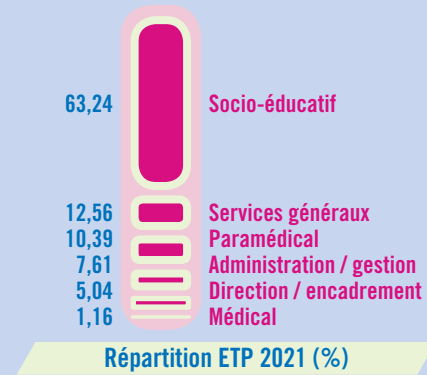 63,24 Socio-éducatif
12,56 Services généraux
10,39 Paramédical
7,61 Administration / gestion
5,04 Direction / encadrement
1,16 Médical
Répartition ETP 2021 (%)